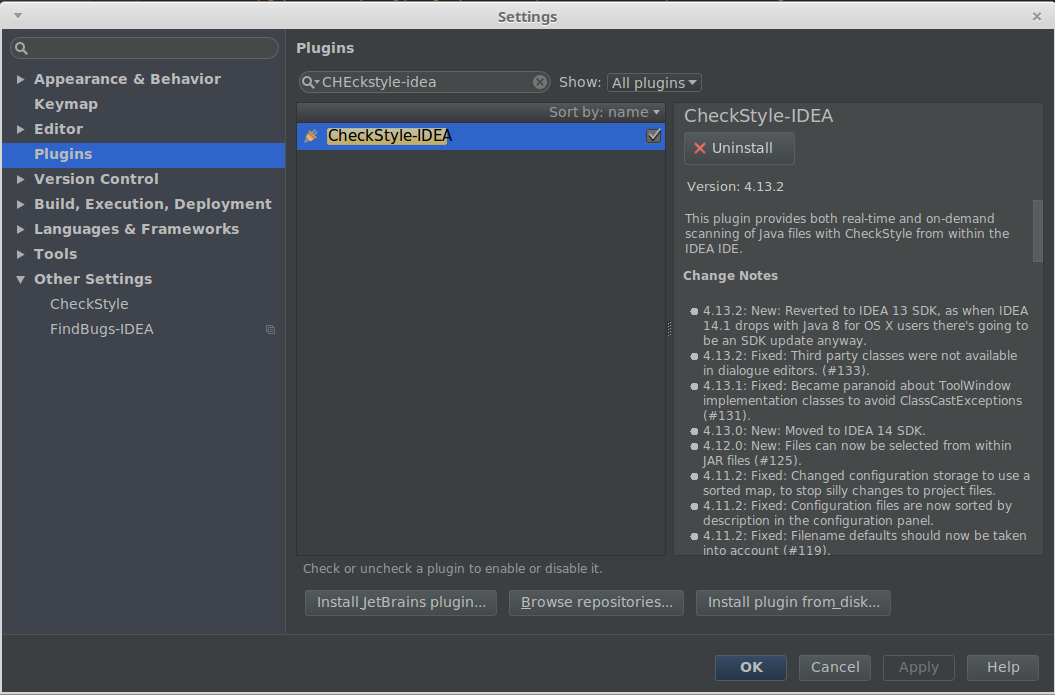 Settings
Plugins
CHEckstyle-idea
Show: All plugins
Appearance & Behavior
Keymap
Editor
Plugins
Version Control
Build, Execution, Deployment
Languages & Frameworks
Tools
Other Settings
CheckStyle
FindBugs-IDEA
Sort by: name
CheckStyle-IDEA
CheckStyle-IDEA
Uninstall
Version: 4.13.2
This plugin provides both real-time and on-demand
scanning of Java files with CheckStyle from within the
IDEA IDE.
Change Notes
4.13.2: New: Reverted to IDEA 13 SDK, as when IDEA
14.1 drops with Java 8 for OS X users there's going to
be an SDK update anyway.
4.13.2: Fixed: Third party classes were not available
in dialogue editors. (#133).
4.13.1: Fixed: Became paranoid about ToolWindow
implementation classes to avoid ClassCastExceptions
(#131).
4.13.0: New: Moved to IDEA 14 SDK.
4.12.0: New: Files can now be selected from within
JAR files (#125).
4.11.2: Fixed: Changed configuration storage to use a
sorted map, to stop silly changes to project files.
4.11.2: Fixed: Configuration files are now sorted by
description in the configuration panel.
4.11.2: Fixed: Filename defaults should now be taken
into account (#119).
Check or uncheck a plugin to enable or disable it.
Install JetBrains plugin...
Browse repositories...
Install plugin from disk...
OK
Cancel
Apply
Help